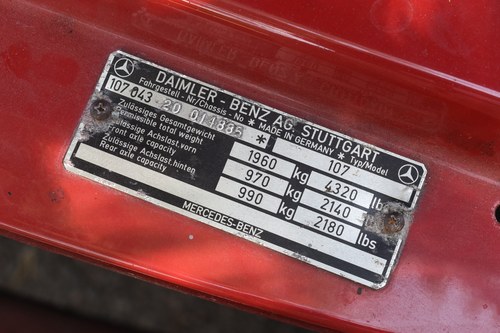 DAIMLER-BENZ AG. STUTTGART
Fahrgestell-Nr/Chassis-No * MADE IN GERMANY * Typ/Model
107 043 - 20 - 011885 * 107
Zulässiges Gesamtgewicht
Permissible total weight 1960 kg 4320 lbs
Zulässige Achslast.vorn
Front axle capacity 970 kg 2140 lbs
Zulässige Achslast.hinten
Rear axle capacity 990 kg 2180 lbs
MERCEDES-BENZ